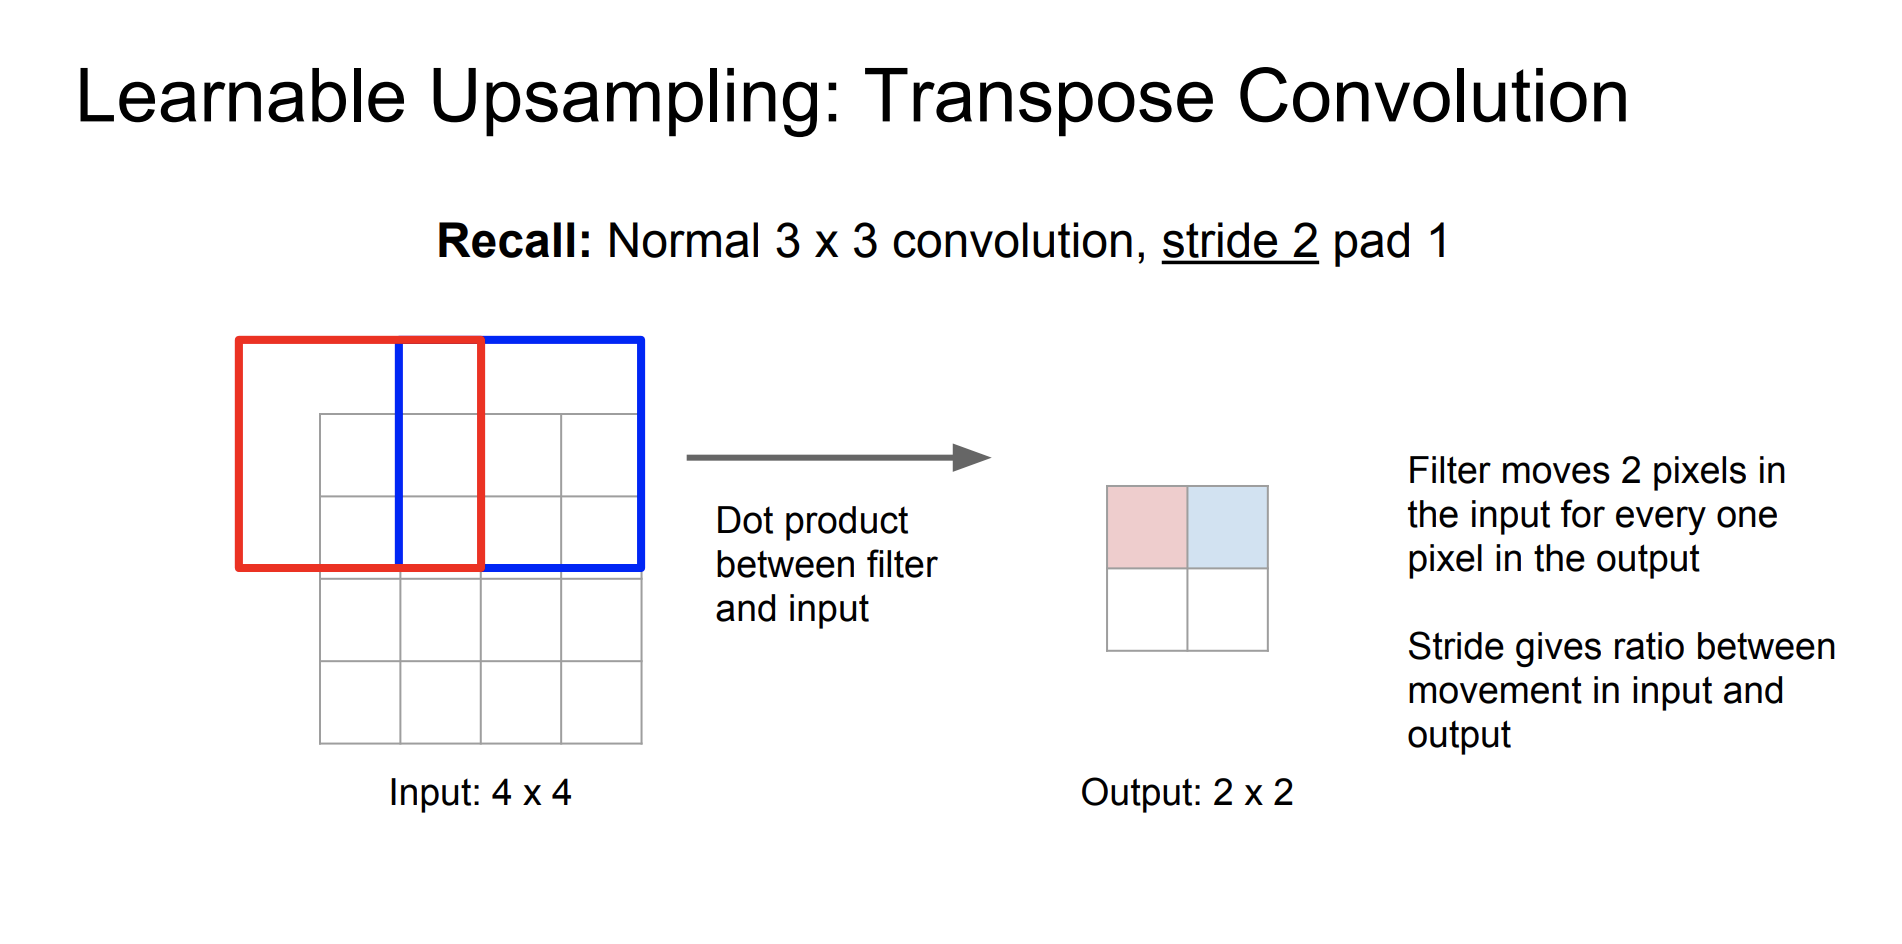 Learnable Upsampling: Transpose Convolution
Recall: Normal 3 x 3 convolution, stride 2 pad 1
Dot product
between filter
and input
Filter moves 2 pixels in
the input for every one
pixel in the output
Stride gives ratio between
movement in input and
output
Input: 4 x 4
Output: 2 x 2